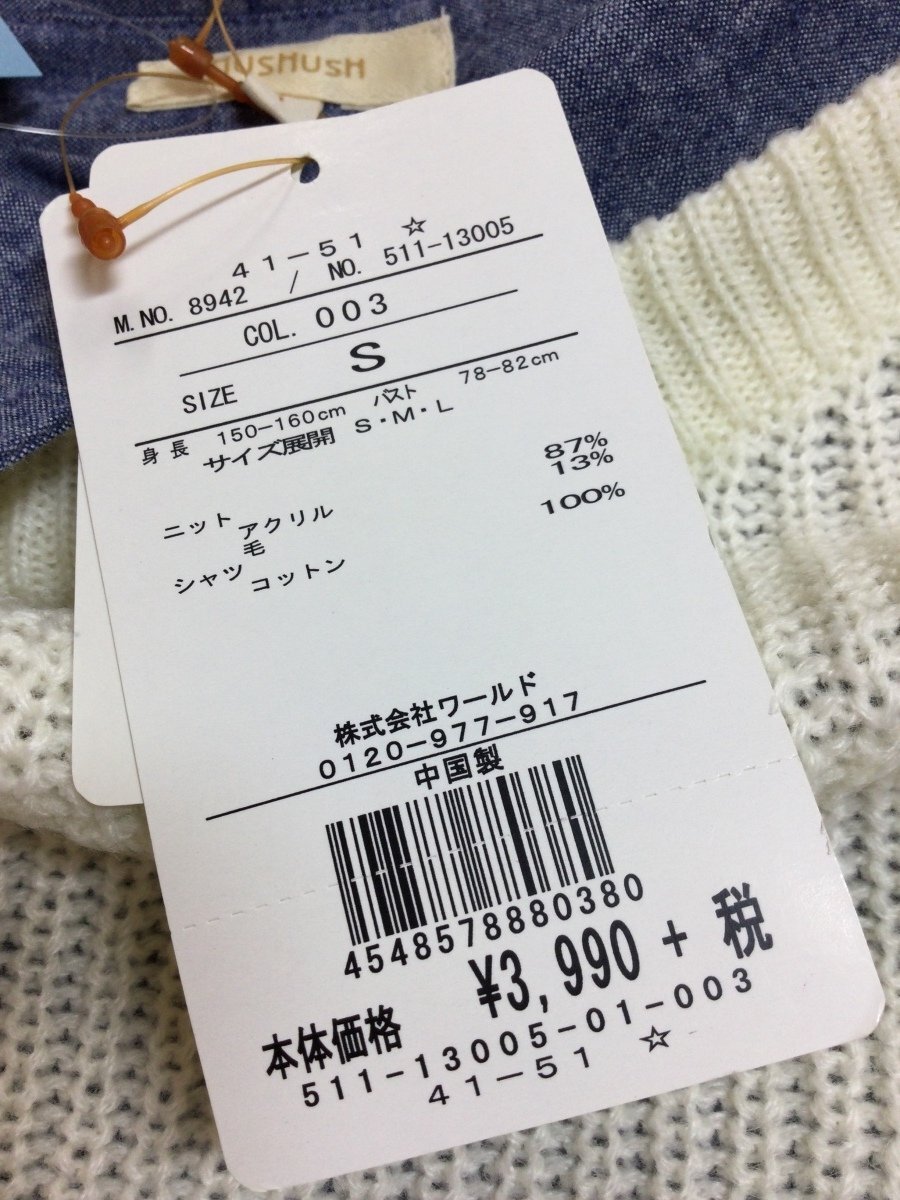 HUSHUSH
41-51 ☆
M.NO. 8942 / NO. 511-13005
COL. 003
SIZE S
身長 150-160cm バスト 78-82cm
サイズ展開 S・M・L
ニット アクリル 87%
毛 13%
シャツ コットン 100%
株式会社ワールド
0120-977-917
中国製
4548578880380
本体価格 ¥3,990 + 税
511-13005-01-003
41-51 ☆